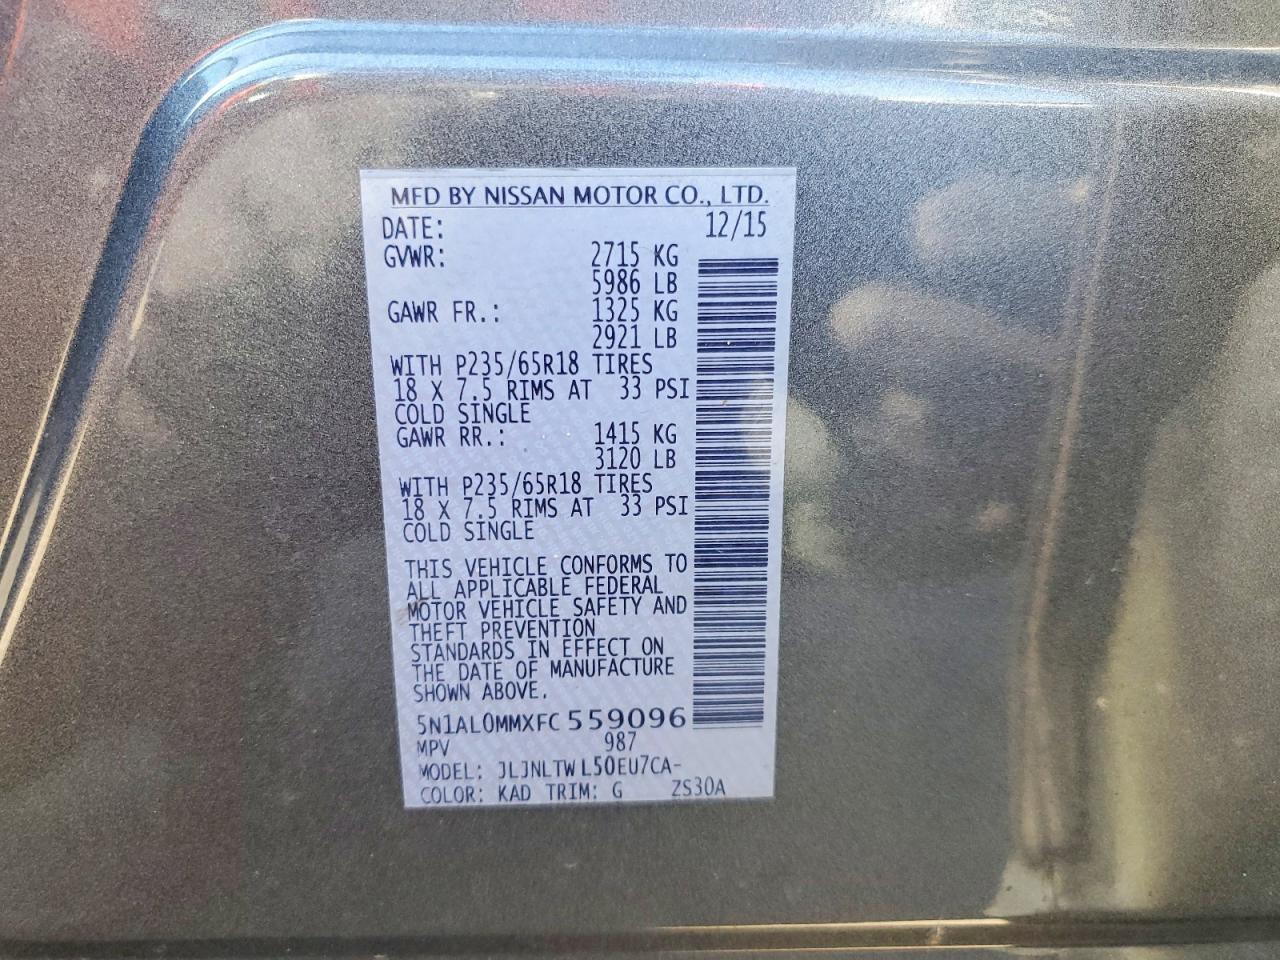 MFD BY NISSAN MOTOR CO., LTD.
DATE: 12/15
GVWR: 2715 KG
5986 LB
GAWR FR.: 1325 KG
2921 LB
WITH P235/65R18 TIRES
18 X 7.5 RIMS AT 33 PSI
COLD SINGLE
GAWR RR.: 1415 KG
3120 LB
WITH P235/65R18 TIRES
18 X 7.5 RIMS AT 33 PSI
COLD SINGLE
THIS VEHICLE CONFORMS TO
ALL APPLICABLE FEDERAL
MOTOR VEHICLE SAFETY AND
THEFT PREVENTION
STANDARDS IN EFFECT ON
THE DATE OF MANUFACTURE
SHOWN ABOVE.
5N1AL0MMXFC 559096
MPV 987
MODEL: JLJNLTWL50EU7CA-
COLOR: KAD TRIM: G ZS30A